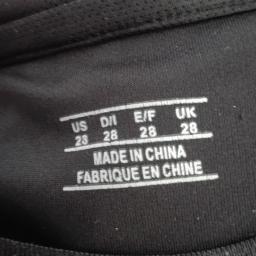 US D/I E/F UK
28 28 28 28
MADE IN CHINA
FABRIQUE EN CHINE